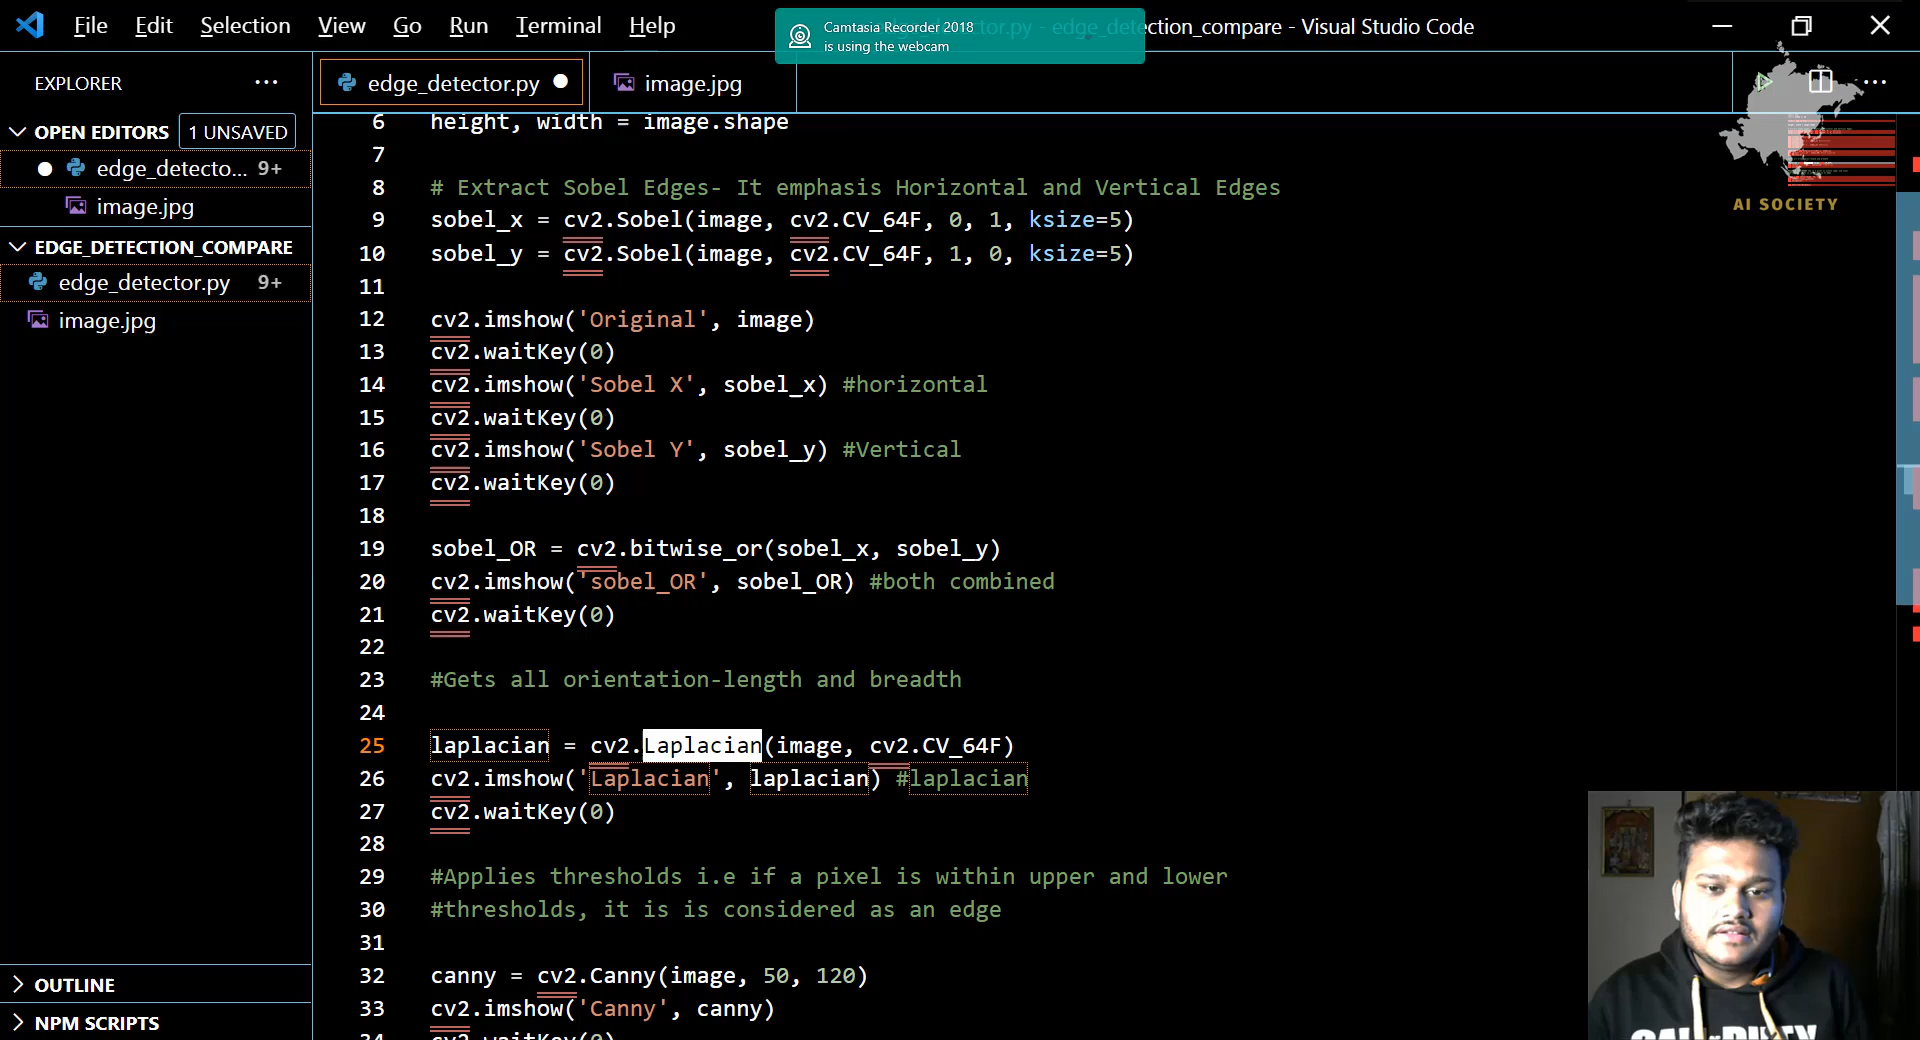 File Edit Selection View Go Run Terminal Help
Camtasia Recorder 2018
is using the webcam
tor.py - edge_detection_compare - Visual Studio Code
EXPLORER
edge_detector.py
image.jpg
OPEN EDITORS 1 UNSAVED
edge_detecto... 9+
image.jpg
EDGE_DETECTION_COMPARE
edge_detector.py 9+
image.jpg
OUTLINE
NPM SCRIPTS
6 height, width = image.shape
7
8 # Extract Sobel Edges- It emphasis Horizontal and Vertical Edges
9 sobel_x = cv2.Sobel(image, cv2.CV_64F, 0, 1, ksize=5)
10 sobel_y = cv2.Sobel(image, cv2.CV_64F, 1, 0, ksize=5)
11
12 cv2.imshow('Original', image)
13 cv2.waitKey(0)
14 cv2.imshow('Sobel X', sobel_x) #horizontal
15 cv2.waitKey(0)
16 cv2.imshow('Sobel Y', sobel_y) #Vertical
17 cv2.waitKey(0)
18
19 sobel_OR = cv2.bitwise_or(sobel_x, sobel_y)
20 cv2.imshow('sobel_OR', sobel_OR) #both combined
21 cv2.waitKey(0)
22
23 #Gets all orientation-length and breadth
24
25 laplacian = cv2.Laplacian(image, cv2.CV_64F)
26 cv2.imshow('Laplacian', laplacian) #laplacian
27 cv2.waitKey(0)
28
29 #Applies thresholds i.e if a pixel is within upper and lower
30 #thresholds, it is is considered as an edge
31
32 canny = cv2.Canny(image, 50, 120)
33 cv2.imshow('Canny', canny)
34 cv2.waitKey(0)
AI SOCIETY
CALL OF DUTY